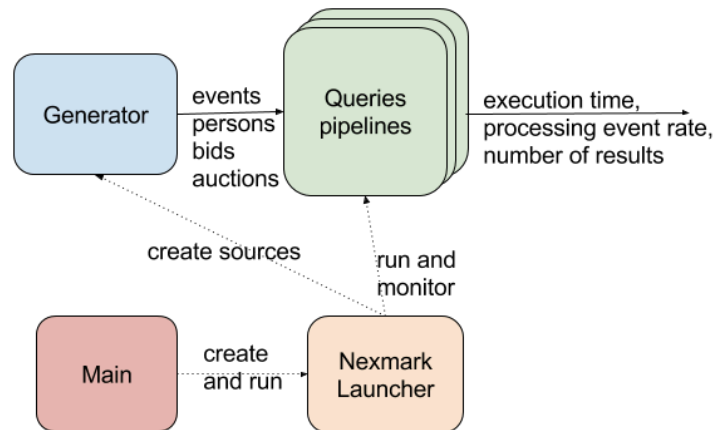 Generator
events
persons
bids
auctions
Queries
pipelines
execution time,
processing event rate,
number of results
create sources
run and
monitor
Main
create
and run
Nexmark
Launcher